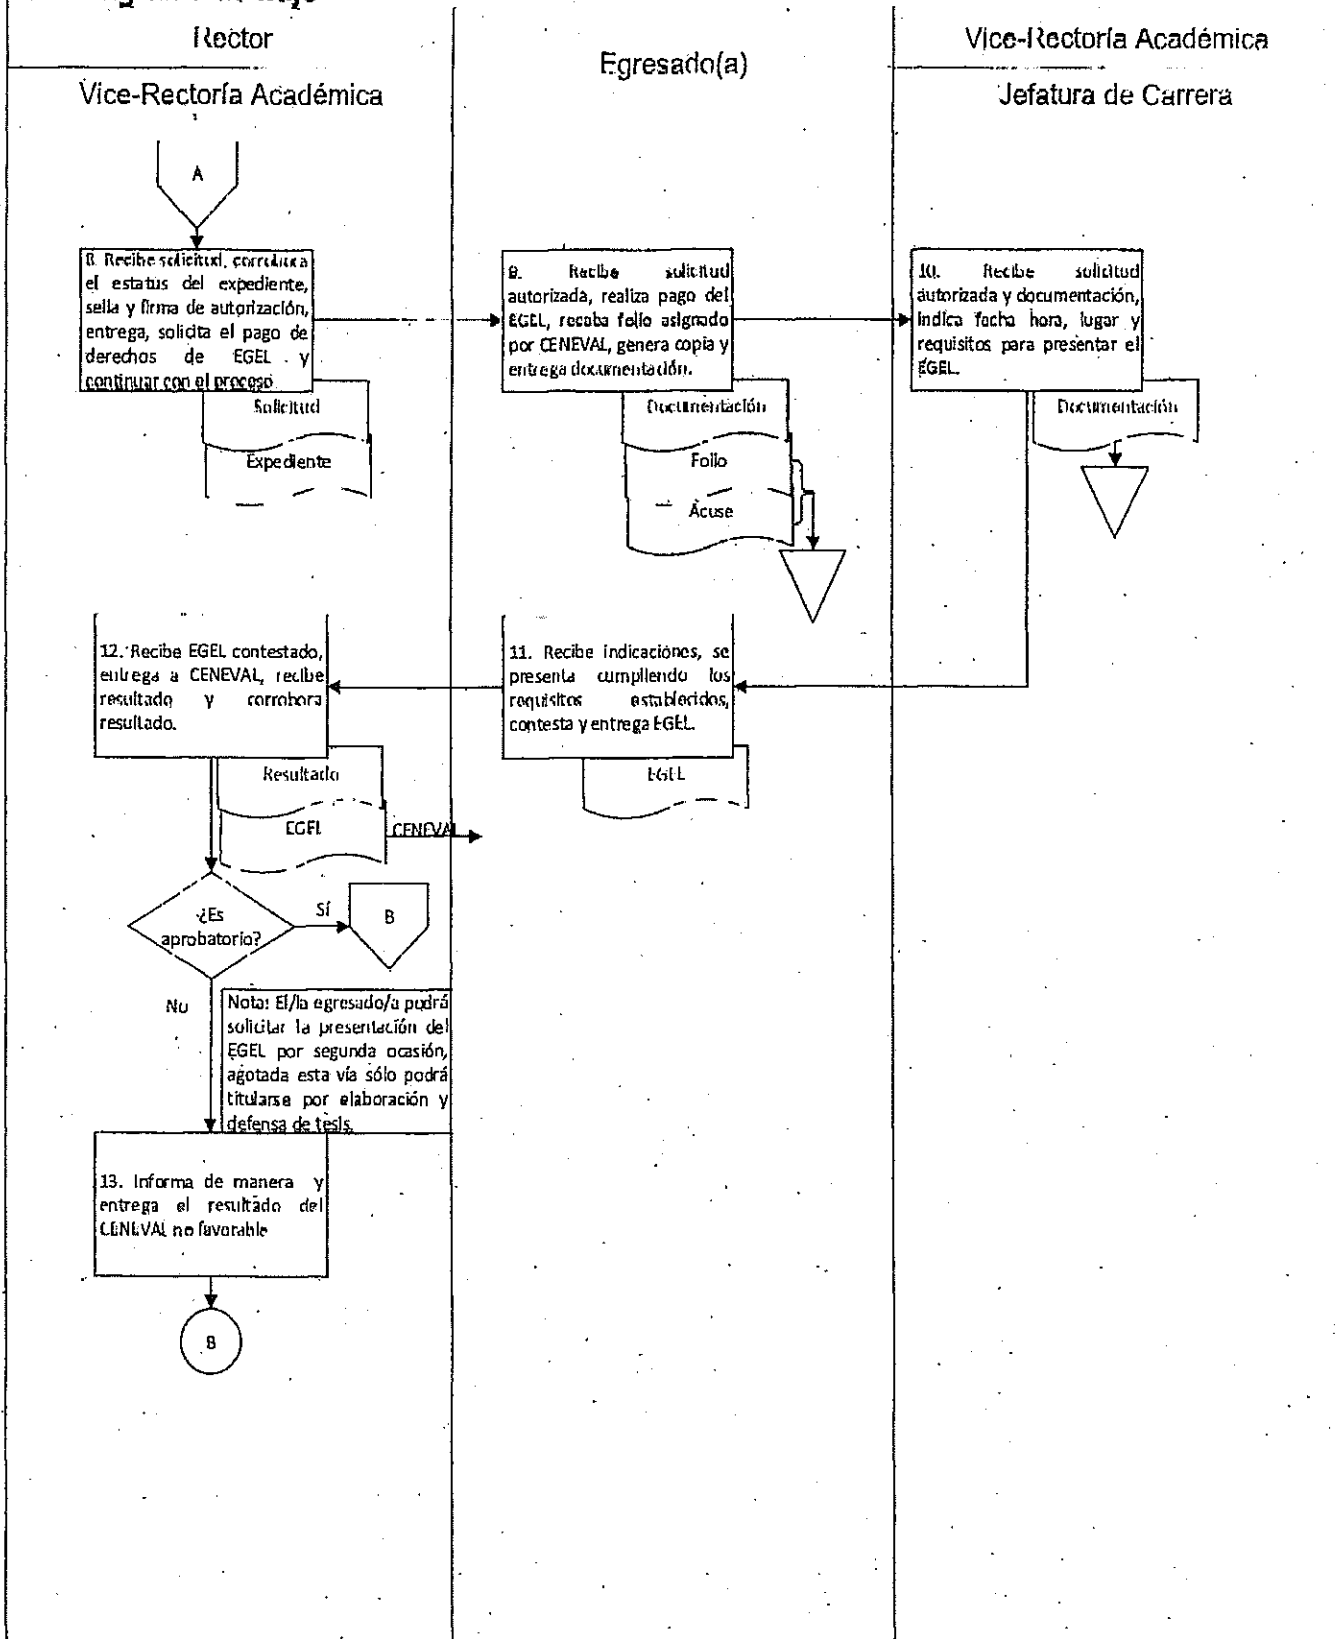 Rector
Vice-Rectoría Académica
Egresado(a)
Vice-Rectoría Académica
Jefatura de Carrera
A
8. Recibe solicitud, corrobora
el estatus del expediente,
sella y firma de autorización,
entrega, solicita el pago de
derechos de EGEL y
continuar con el proceso
Solicitud
Expediente
9. Recibe solicitud
autorizada, realiza pago del
EGEL, recaba folio asignado
por CENEVAL, genera copia y
entrega documentación.
Documentación
Folio
Acuse
10. Recibe solicitud
autorizada y documentación,
indica fecha hora, lugar y
requisitos para presentar el
EGEL.
Documentación
12. Recibe EGEL contestado,
entrega a CENEVAL, recibe
resultado y corrobora
resultado.
Resultado
EGEL
CENEVAL
11. Recibe indicaciones, se
presenta cumpliendo los
requisitos establecidos,
contesta y entrega EGEL.
EGEL
¿Es
aprobatorio?
Sí
B
No
Nota: El/la egresado/a podrá
solicitar la presentación del
EGEL por segunda ocasión,
agotada esta vía sólo podrá
titularse por elaboración y
defensa de tesis.
13. Informa de manera y
entrega el resultado del
CENEVAL no favorable
B